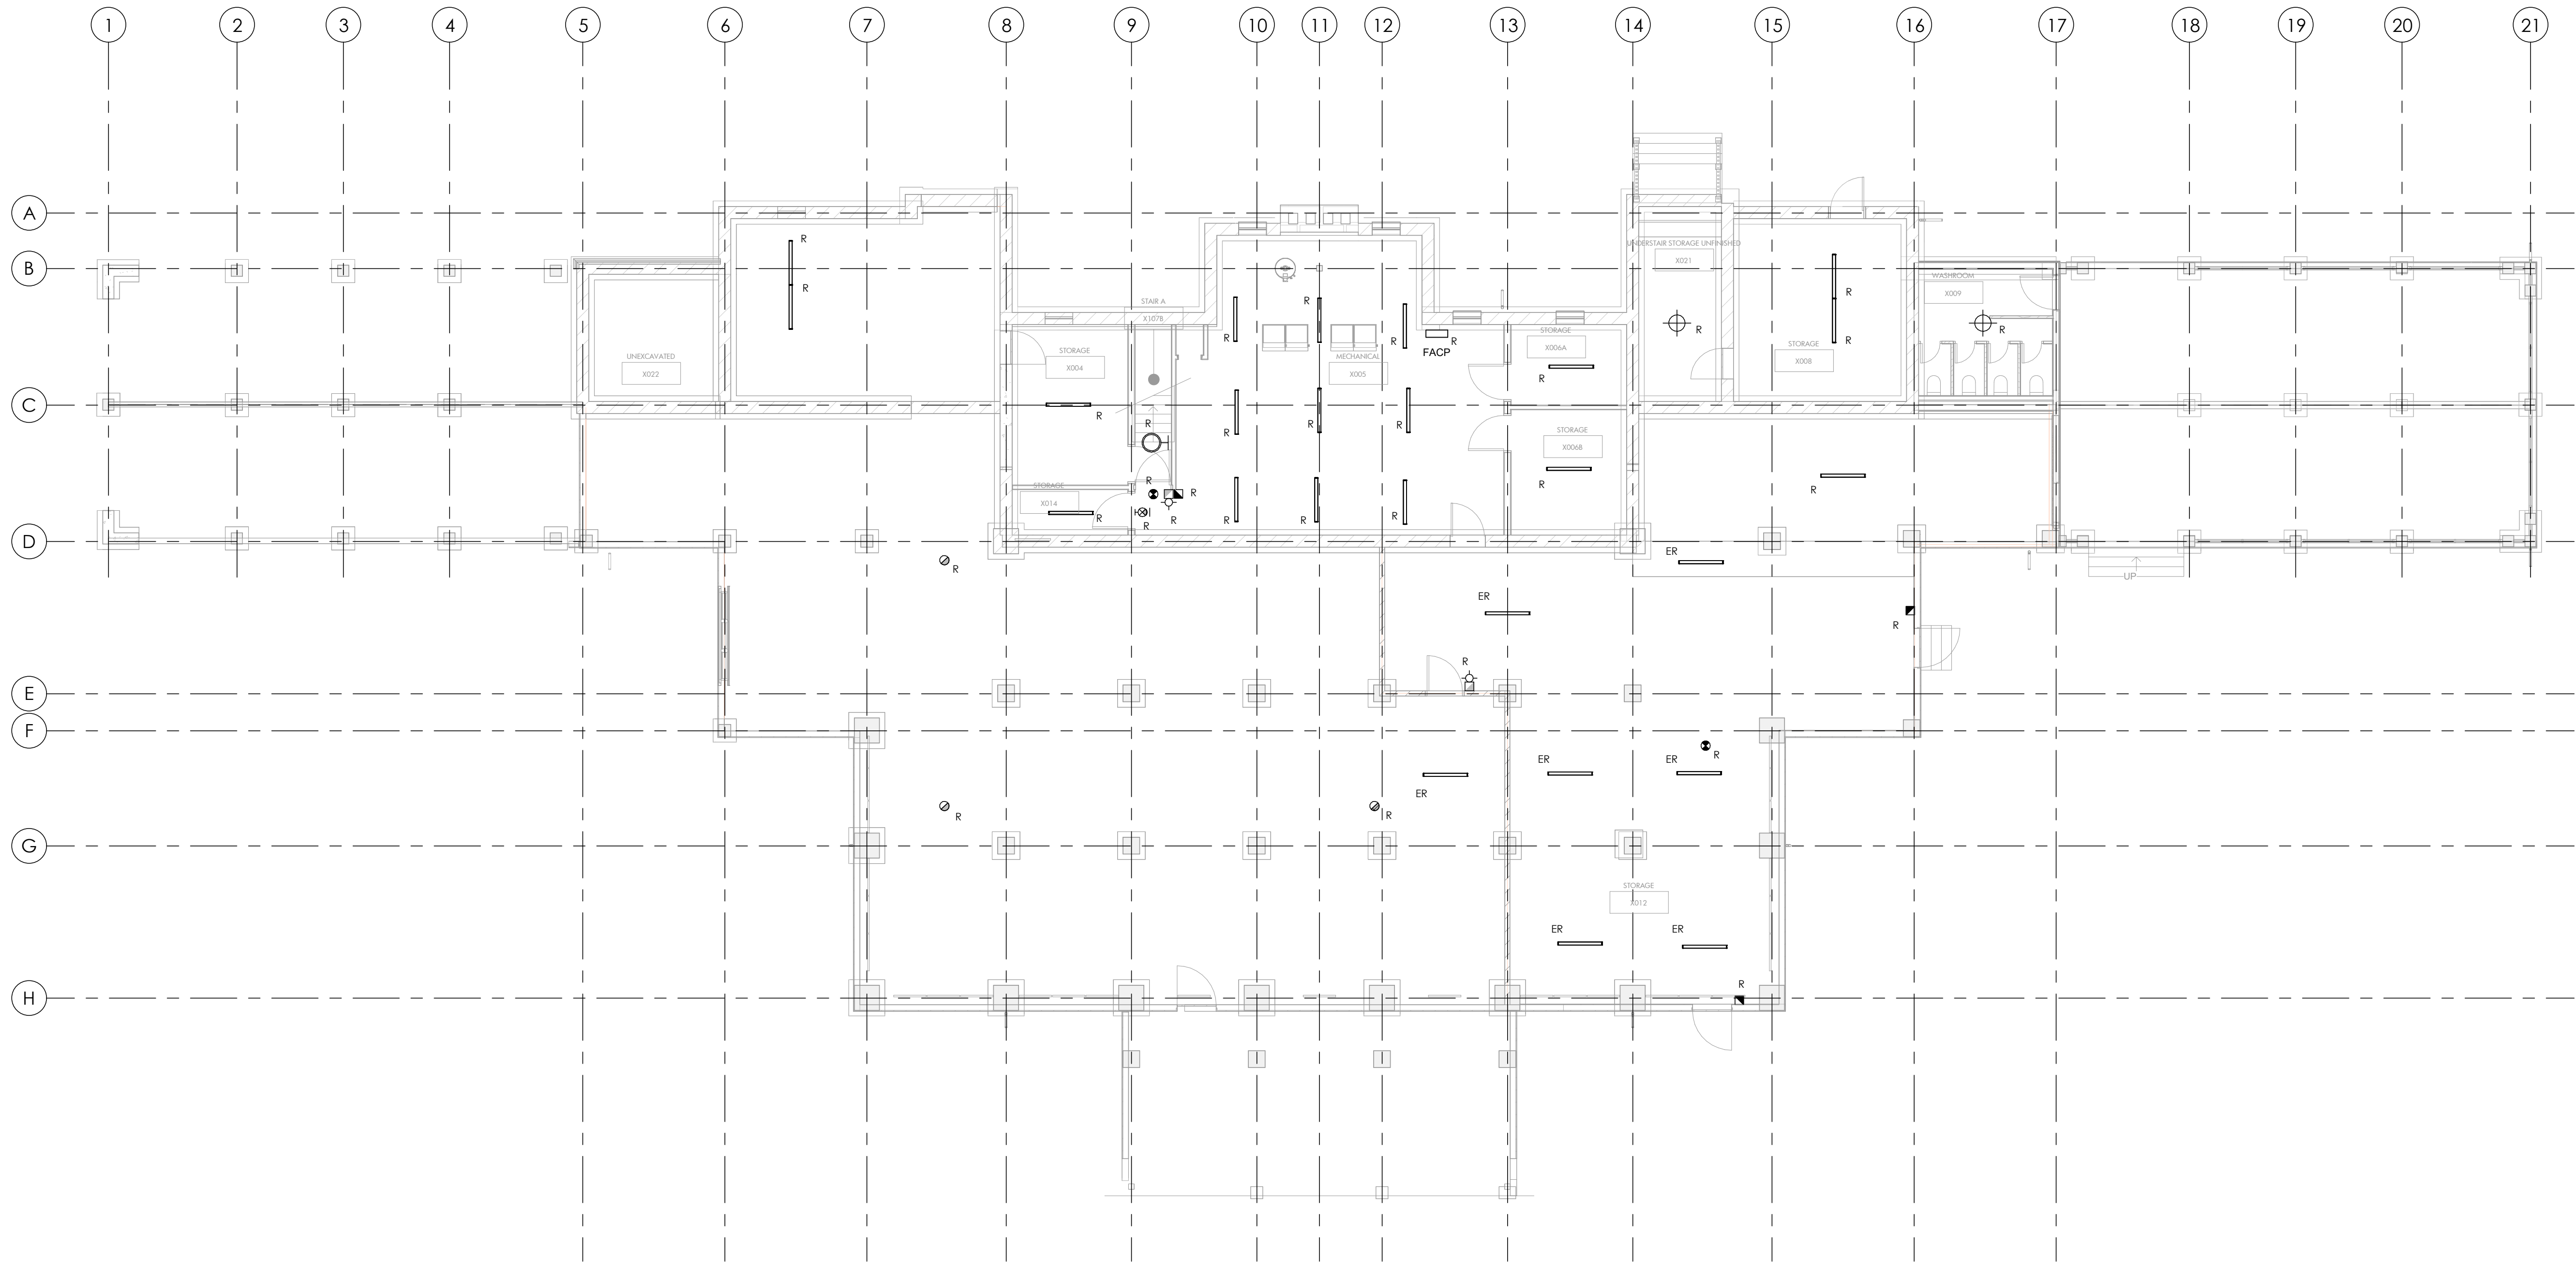 1 2 3 4 5 6 7 8 9 10 11 12 13 14 15 16 17 18 19 20 21
A
R
UNDERSTAIR STORAGE UNFINISHED
X021
B
WASHROOM
X009
R
R
STAIR A
X107B
R
R
R
R
R
R
FACP
STORAGE
X006A
STORAGE
X004
UNEXCAVATED
X022
MECHANICAL
X005
STORAGE
X008
R
R
C
R
R
R
R
R
STORAGE
X006B
R
R
STORAGE
X014
R
R
R
R
R
R
R
R
R
D
ER
R
UP
ER
R
R
E
F
R
ER
ER
ER
R
R
G
STORAGE
X012
ER
ER
R
H